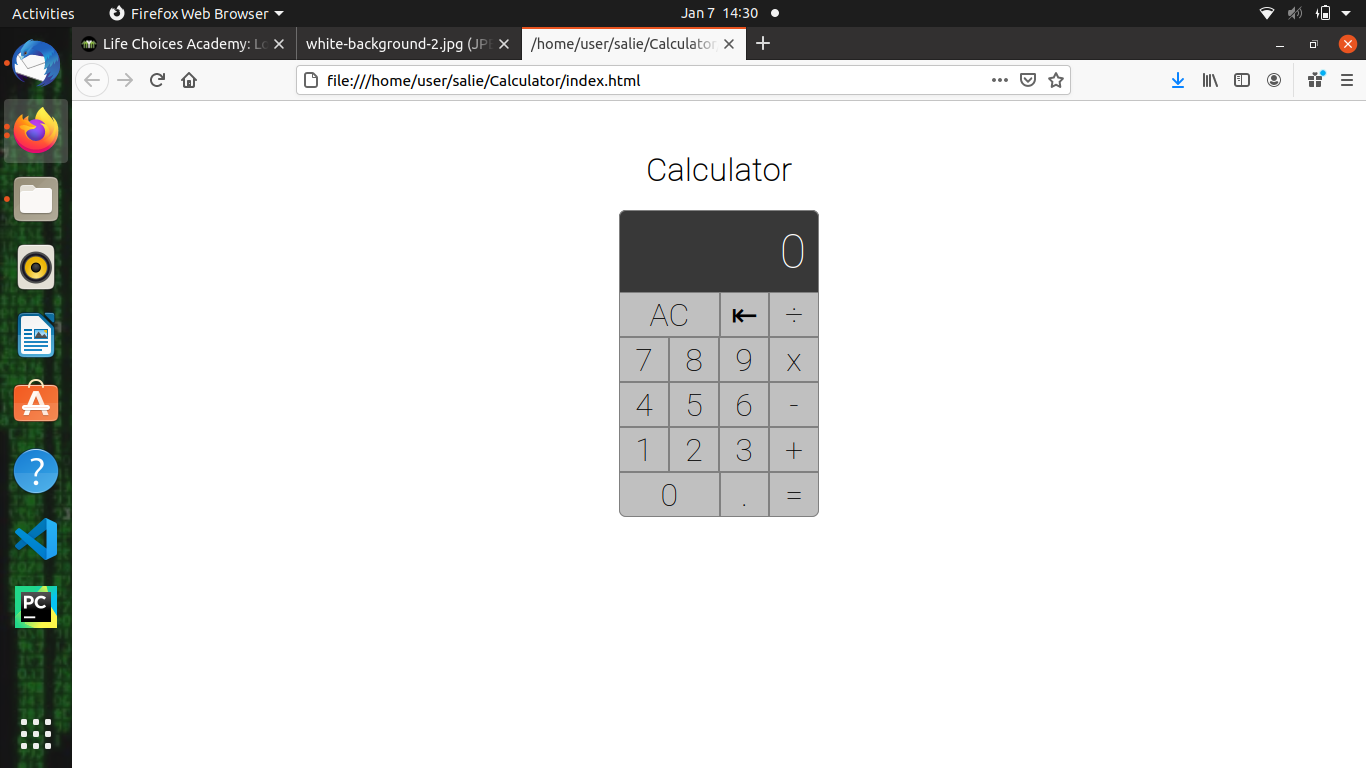 Activities Firefox Web Browser Jan 7 14:30
Life Choices Academy: Lo white-background-2.jpg (JPE /home/user/salie/Calculator
file:///home/user/salie/Calculator/index.html
Calculator
0
AC ⇤ ÷
7 8 9 x
4 5 6 -
1 2 3 +
0 . =
A
?
PC